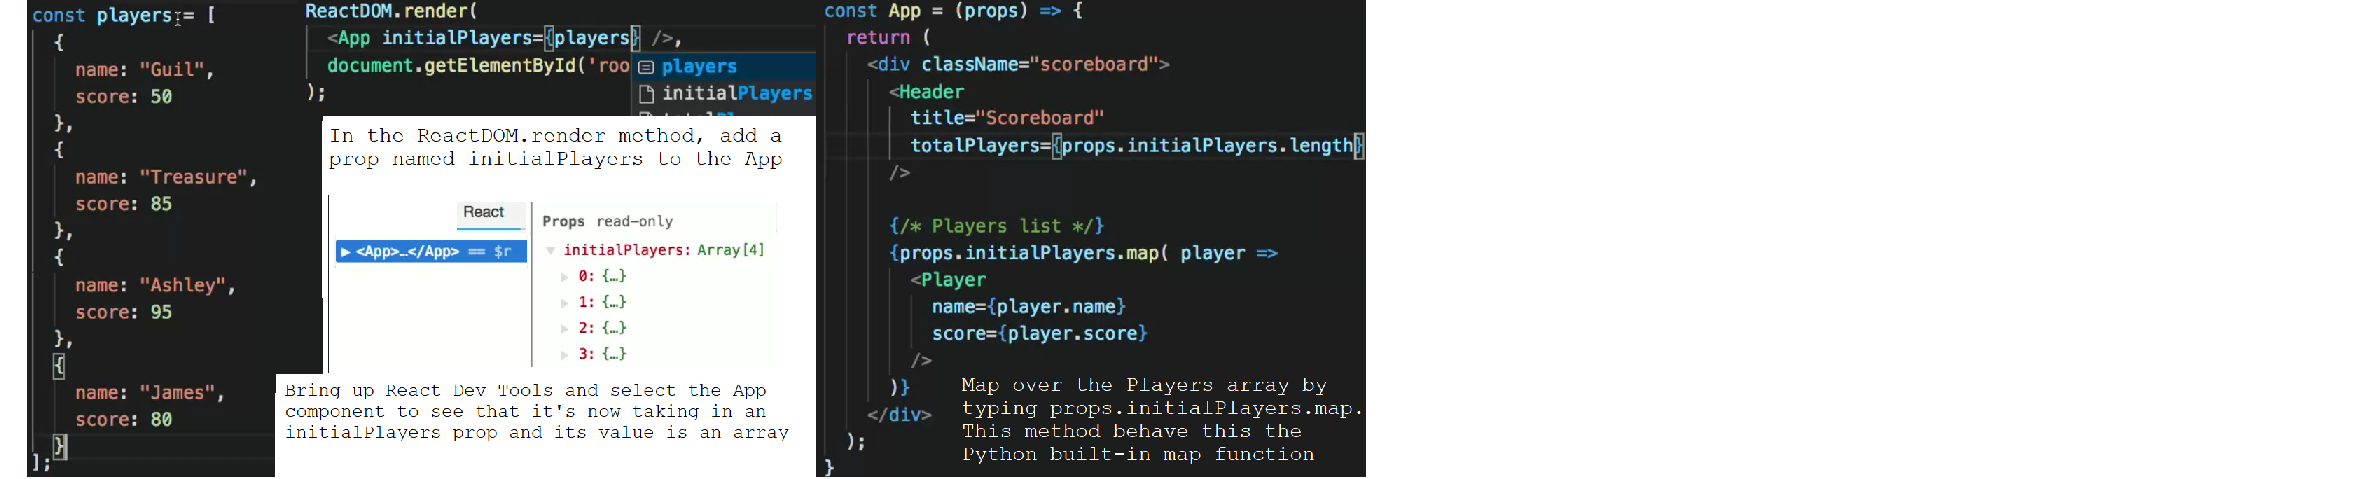 const players = [
{
name: "Guil",
score: 50
},
{
name: "Treasure",
score: 85
},
{
name: "Ashley",
score: 95
},
{
name: "James",
score: 80
}
];
ReactDOM.render(
<App initialPlayers={players} />,
document.getElementById('roo
);
players
initialPlayers
In the ReactDOM.render method, add a
prop named initialPlayers to the App
React
<App>…</App> == $r
Props read-only
initialPlayers: Array[4]
0: {…}
1: {…}
2: {…}
3: {…}
Bring up React Dev Tools and select the App
component to see that it's now taking in an
initialPlayers prop and its value is an array
const App = (props) => {
return (
<div className="scoreboard">
<Header
title="Scoreboard"
totalPlayers={props.initialPlayers.length}
/>
{/* Players list */}
{props.initialPlayers.map( player =>
<Player
name={player.name}
score={player.score}
/>
)}
</div>
);
}
Map over the Players array by
typing props.initialPlayers.map.
This method behave this the
Python built-in map function